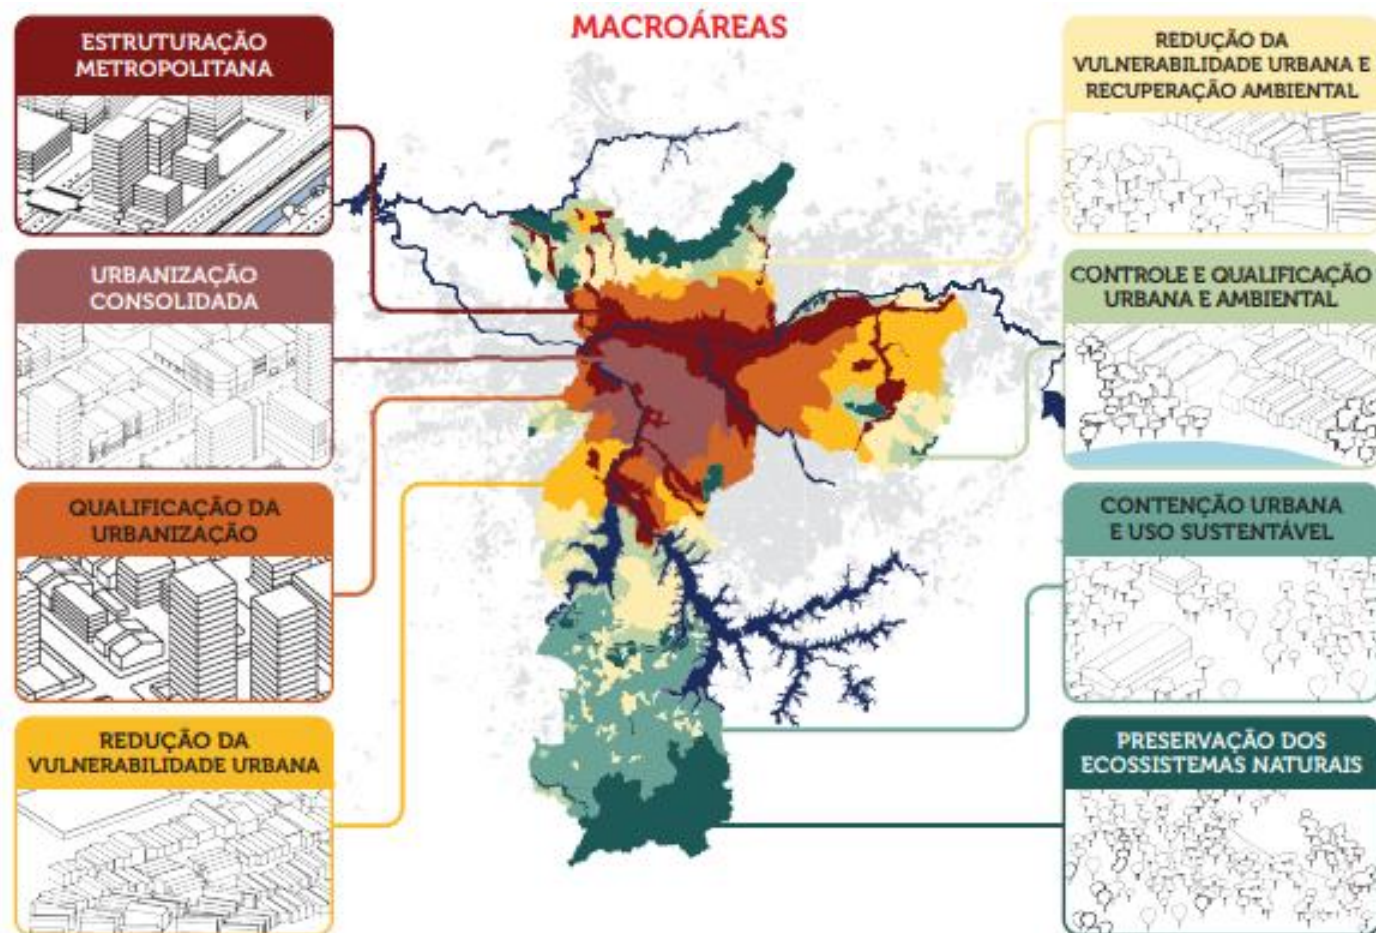 MACROÁREAS
ESTRUTURAÇÃO
METROPOLITANA
URBANIZAÇÃO
CONSOLIDADA
QUALIFICAÇÃO DA
URBANIZAÇÃO
REDUÇÃO DA
VULNERABILIDADE URBANA
REDUÇÃO DA
VULNERABILIDADE URBANA E
RECUPERAÇÃO AMBIENTAL
CONTROLE E QUALIFICAÇÃO
URBANA E AMBIENTAL
CONTENÇÃO URBANA
E USO SUSTENTÁVEL
PRESERVAÇÃO DOS
ECOSSISTEMAS NATURAIS